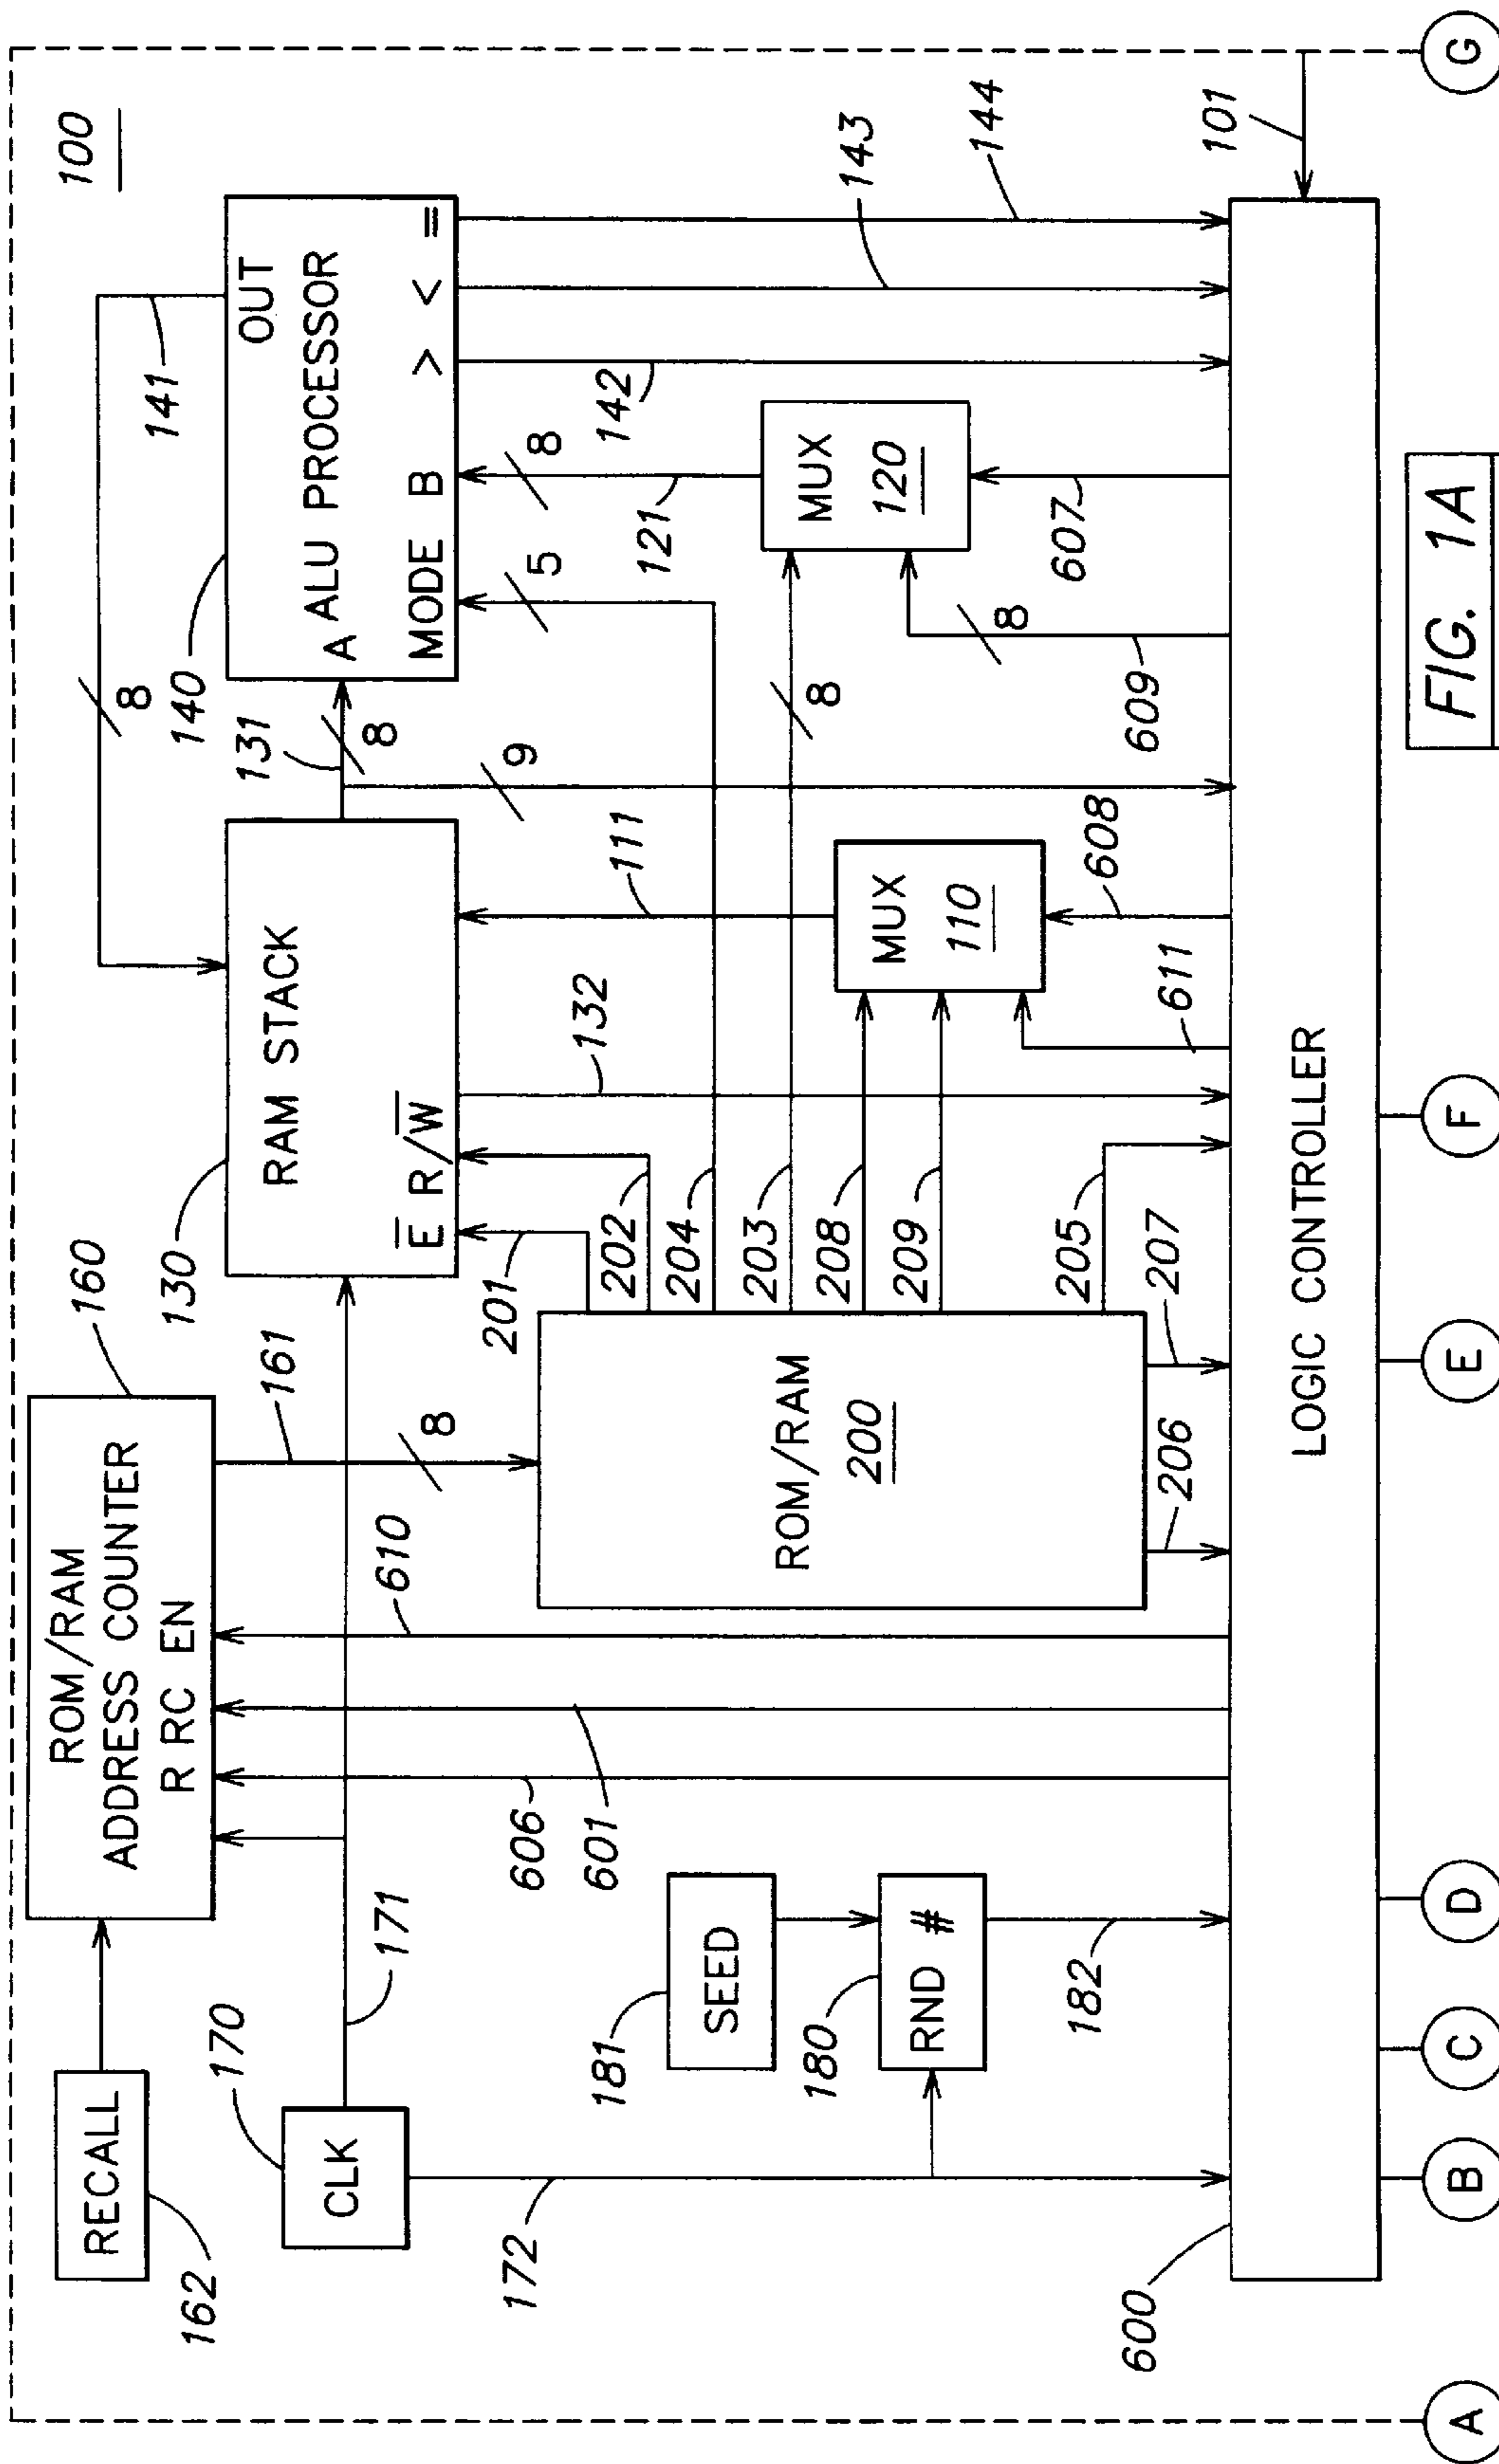 100
RECALL
162
ROM/RAM
ADDRESS COUNTER
R RC EN
160
161
8
130
RAM STACK
E̅ R/W̅
8
141
140
OUT
A ALU PROCESSOR
MODE B > < =
131
8
9
170
CLK
171
172
181
SEED
180
RND #
182
606
601
610
ROM/RAM
200
201
202
204
203
208
209
205
207
206
132
111
MUX
110
608
611
5
8
121
8
MUX
120
607
8
609
142
143
144
101
600
LOGIC CONTROLLER
A
B
C
D
E
F
G
FIG. 1A